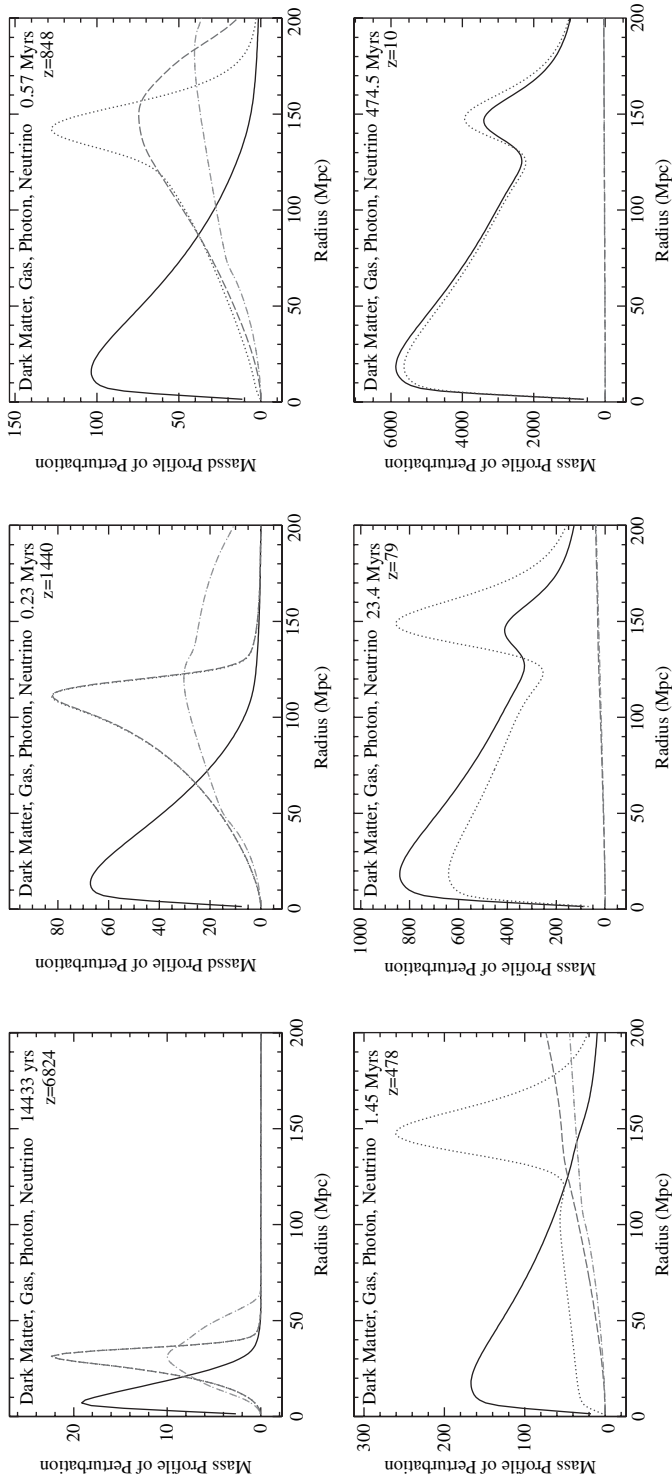 Dark Matter, Gas, Photon, Neutrino 14433 yrs
z=6824
Mass Profile of Perturbation
20
10
0
0 50 100 150 200
Radius (Mpc)
Dark Matter, Gas, Photon, Neutrino 0.23 Myrs
z=1440
Massd Profile of Perturbation
80
60
40
20
0
0 50 100 150 200
Radius (Mpc)
Dark Matter, Gas, Photon, Neutrino 0.57 Myrs
z=848
Massd Profile of Perturbation
150
100
50
0
0 50 100 150 200
Radius (Mpc)
Dark Matter, Gas, Photon, Neutrino 1.45 Myrs
z=478
Mass Profile of Perturbation
300
200
100
0
0 50 100 150 200
Radius (Mpc)
Dark Matter, Gas, Photon, Neutrino 23.4 Myrs
z=79
Mass Profile of Perturbation
1000
800
600
400
200
0
0 50 100 150 200
Radius (Mpc)
Dark Matter, Gas, Photon, Neutrino 474.5 Myrs
z=10
Mass Profile of Perturbation
6000
4000
2000
0
0 50 100 150 200
Radius (Mpc)